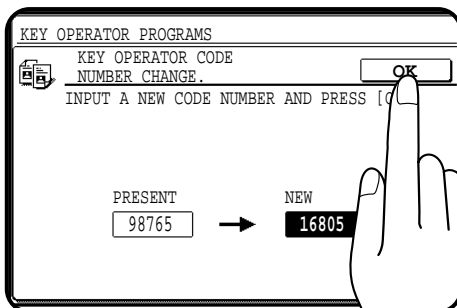 KEY OPERATOR PROGRAMS
KEY OPERATOR CODE
NUMBER CHANGE.
OK
INPUT A NEW CODE NUMBER AND PRESS
PRESENT
NEW
98765
16805